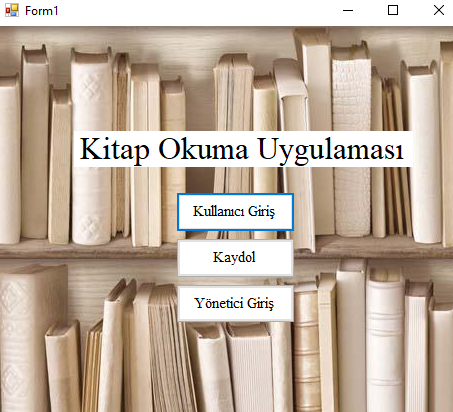 Form1
Kitap Okuma Uygulaması
Kullanıcı Giriş
Kaydol
Yönetici Giriş